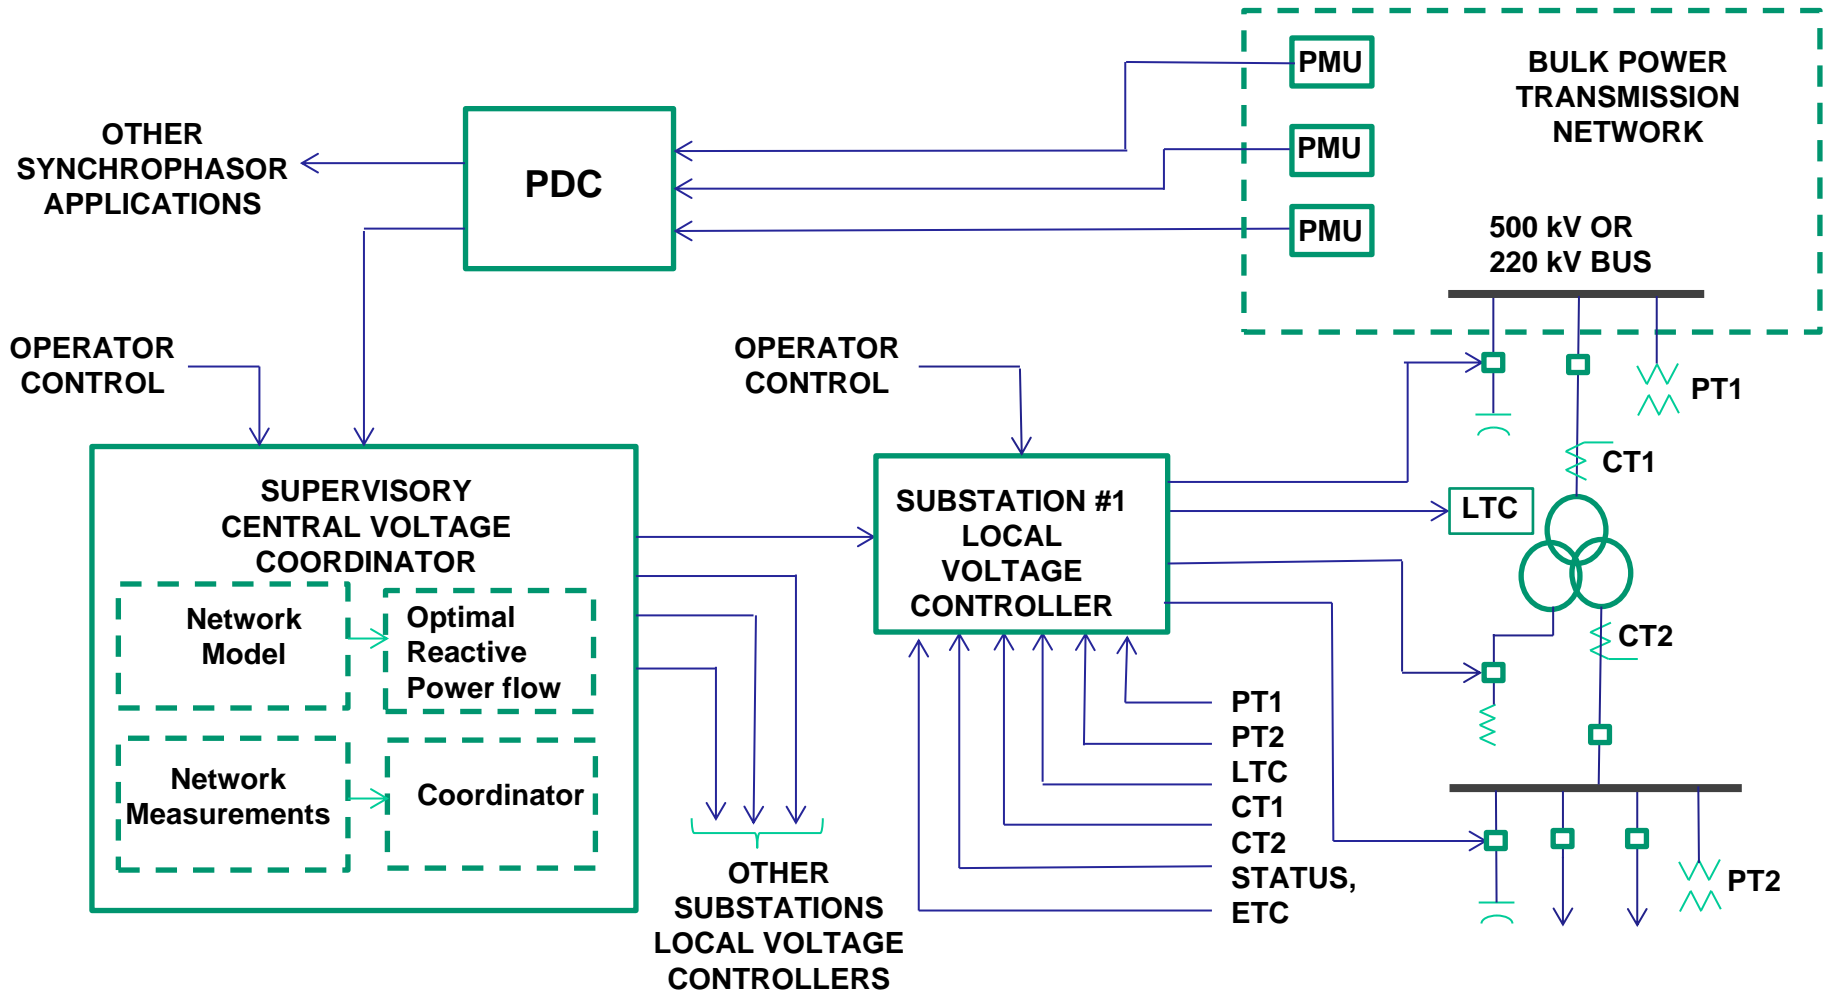 PMU
BULK POWER
TRANSMISSION
NETWORK
PMU
PMU
500 kV OR
220 kV BUS
OTHER
SYNCHROPHASOR
APPLICATIONS
PDC
OPERATOR
CONTROL
OPERATOR
CONTROL
PT1
CT1
LTC
CT2
SUPERVISORY
CENTRAL VOLTAGE
COORDINATOR
Network
Model
Optimal
Reactive
Power flow
Network
Measurements
Coordinator
SUBSTATION #1
LOCAL
VOLTAGE
CONTROLLER
PT1
PT2
LTC
CT1
CT2
STATUS,
ETC
PT2
OTHER
SUBSTATIONS
LOCAL VOLTAGE
CONTROLLERS